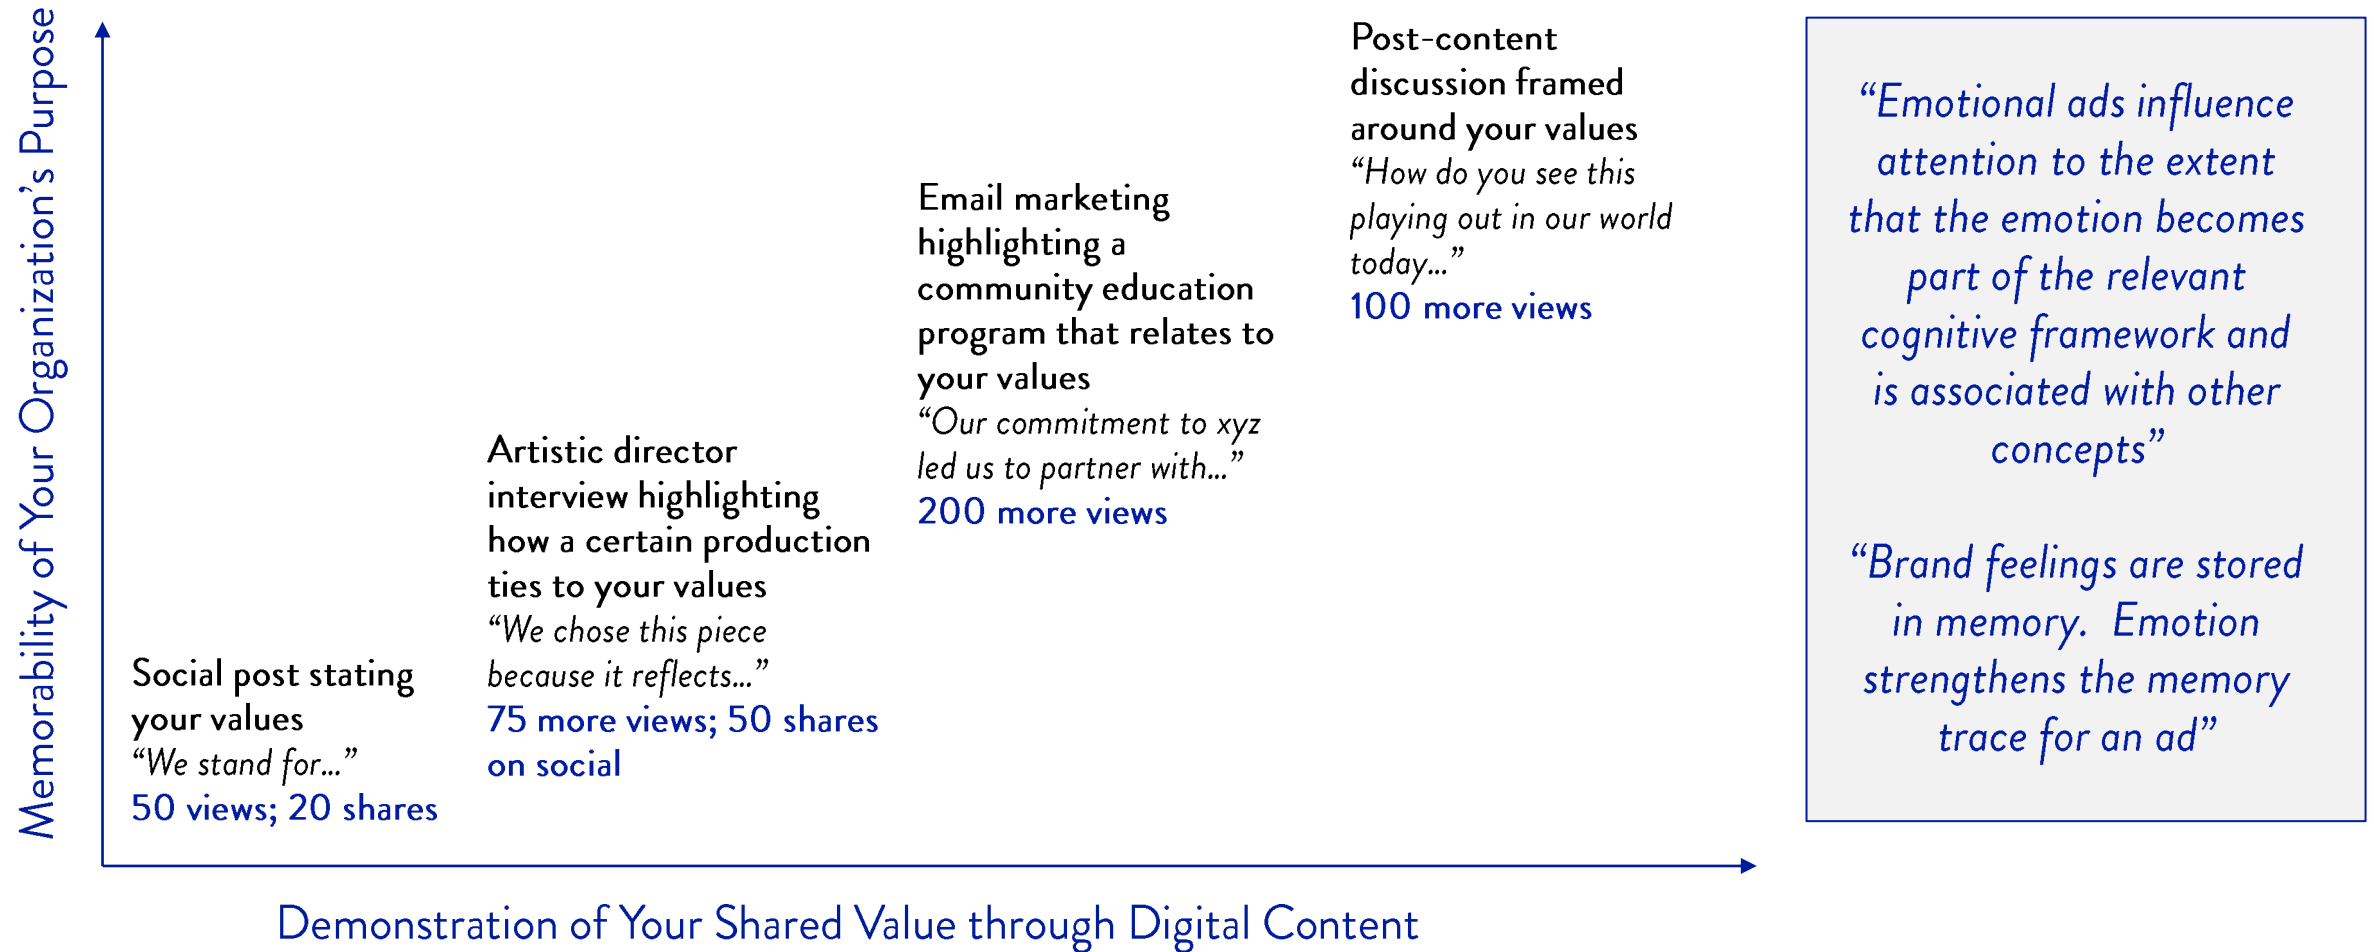 Memorability of Your Organization’s Purpose
Social post stating
your values
“We stand for...”
50 views; 20 shares
Artistic director
interview highlighting
how a certain production
ties to your values
“We chose this piece
because it reflects...”
75 more views; 50 shares
on social
Email marketing
highlighting a
community education
program that relates to
your values
“Our commitment to xyz
led us to partner with...”
200 more views
Post-content
discussion framed
around your values
“How do you see this
playing out in our world
today...”
100 more views
Demonstration of Your Shared Value through Digital Content
“Emotional ads influence
attention to the extent
that the emotion becomes
part of the relevant
cognitive framework and
is associated with other
concepts”
“Brand feelings are stored
in memory.  Emotion
strengthens the memory
trace for an ad”